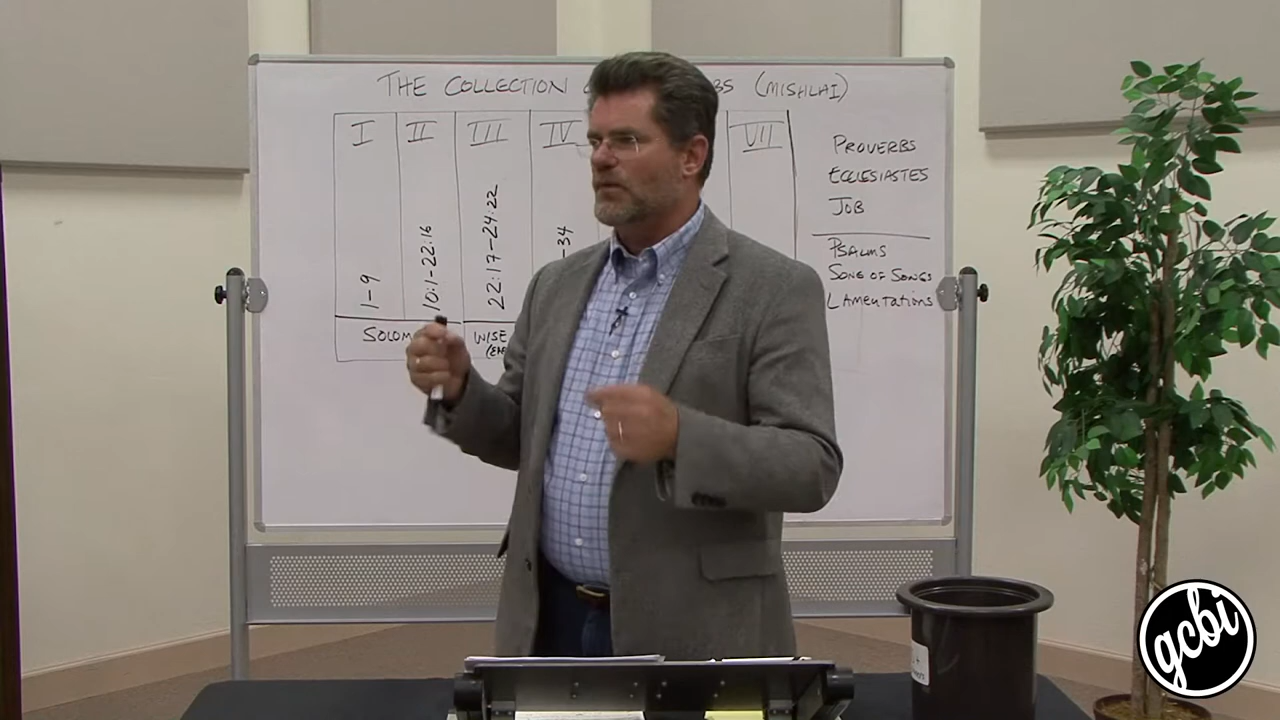 THE COLLECTION BS (MISHLAI)
I II III IV VII
1-9
10:1-22:16
22:17-24:22
-34
SOLOM
WISE
PROVERBS
ECCLESIASTES
JOB
PSALMS
SONG OF SONGS
LAMENTATIONS
gcbi